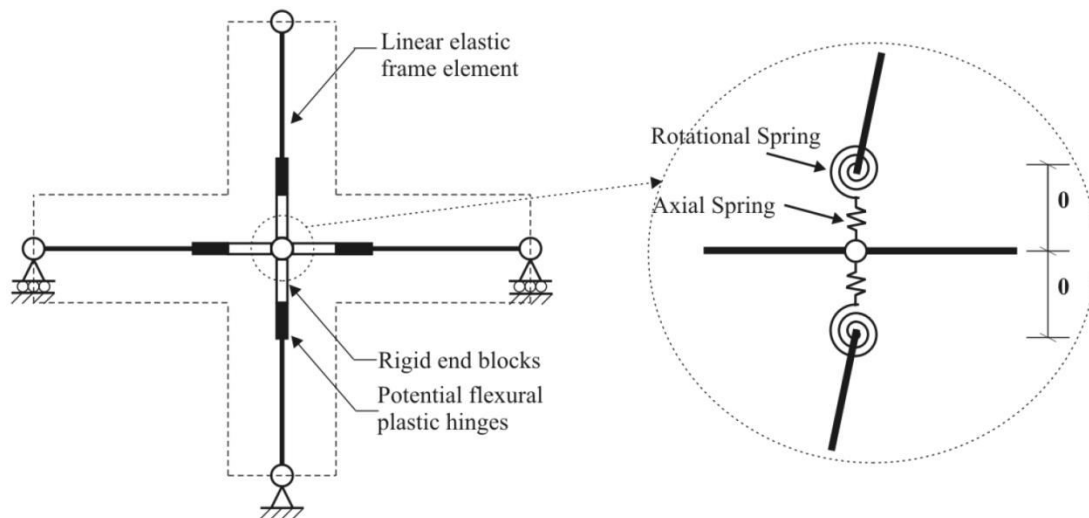 Linear elastic
frame element
Rotational Spring
Axial Spring
0
0
Rigid end blocks
Potential flexural
plastic hinges